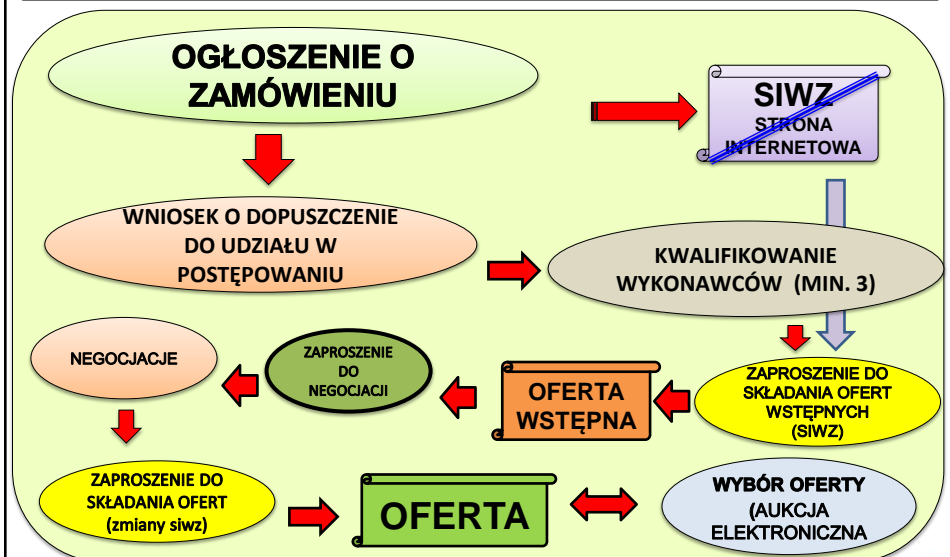 OGŁOSZENIE O
ZAMÓWIENIU
SIWZ
STRONA
INTERNETOWA
WNIOSEK O DOPUSZCZENIE
DO UDZIAŁU W
POSTĘPOWANIU
KWALIFIKOWANIE
WYKONAWCÓW (MIN. 3)
ZAPROSZENIE DO
SKŁADANIA OFERT
WSTĘPNYCH
(SIWZ)
OFERTA
WSTĘPNA
ZAPROSZENIE
DO
NEGOCJACJI
NEGOCJACJE
ZAPROSZENIE DO
SKŁADANIA OFERT
(zmiany siwz)
OFERTA
WYBÓR OFERTY
(AUKCJA
ELEKTRONICZNA